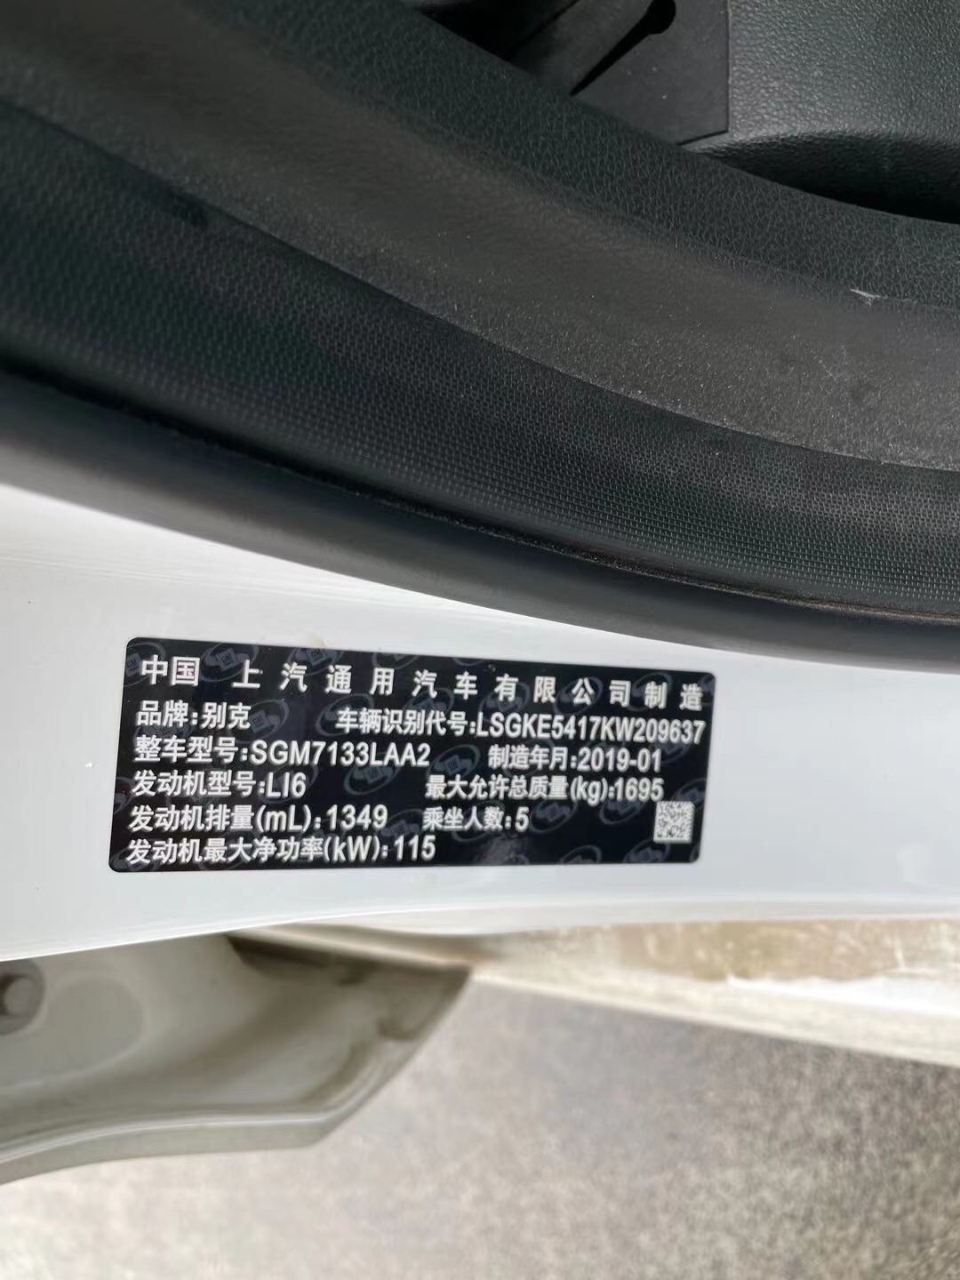 中国 上汽通用汽车有限公司制造
品牌:别克 车辆识别代号:LSGKE5417KW209637
整车型号:SGM7133LAA2 制造年月:2019-01
发动机型号:LI6 最大允许总质量(kg):1695
发动机排量(mL):1349 乘坐人数:5
发动机最大净功率(kW):115